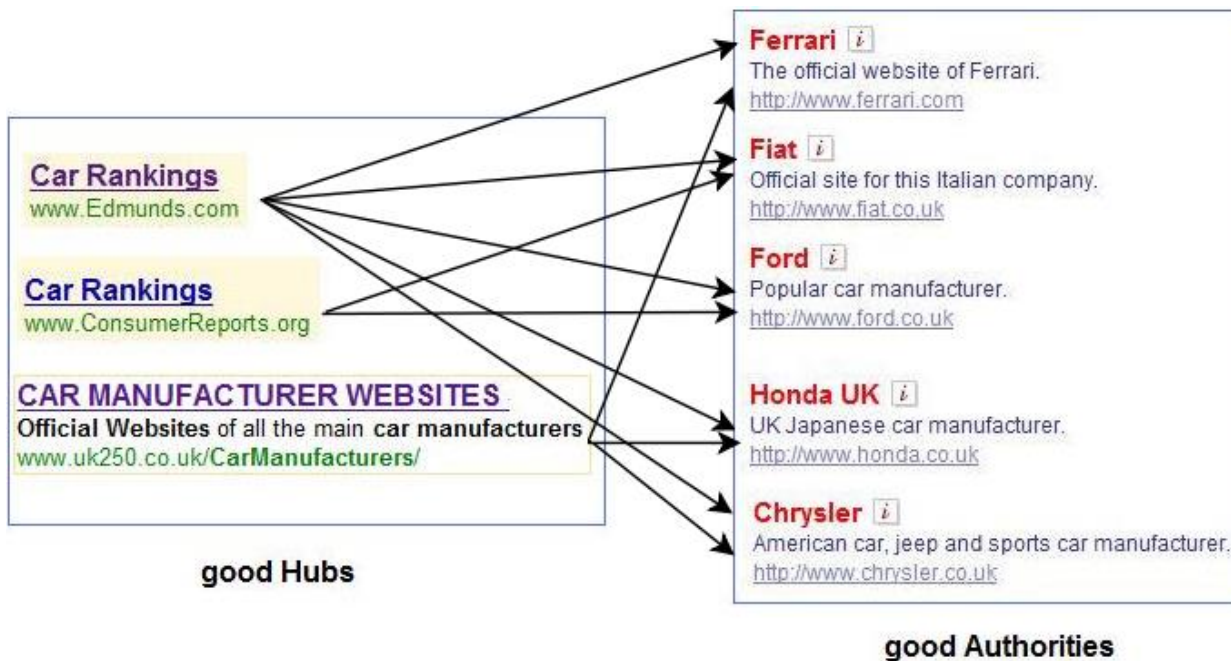 Car Rankings
www.Edmunds.com
Car Rankings
www.ConsumerReports.org
CAR MANUFACTURER WEBSITES
Official Websites of all the main car manufacturers
www.uk250.co.uk/CarManufacturers/
good Hubs
Ferrari i
The official website of Ferrari.
http://www.ferrari.com
Fiat i
Official site for this Italian company.
http://www.fiat.co.uk
Ford i
Popular car manufacturer.
http://www.ford.co.uk
Honda UK i
UK Japanese car manufacturer.
http://www.honda.co.uk
Chrysler i
American car, jeep and sports car manufacturer.
http://www.chrysler.co.uk
good Authorities